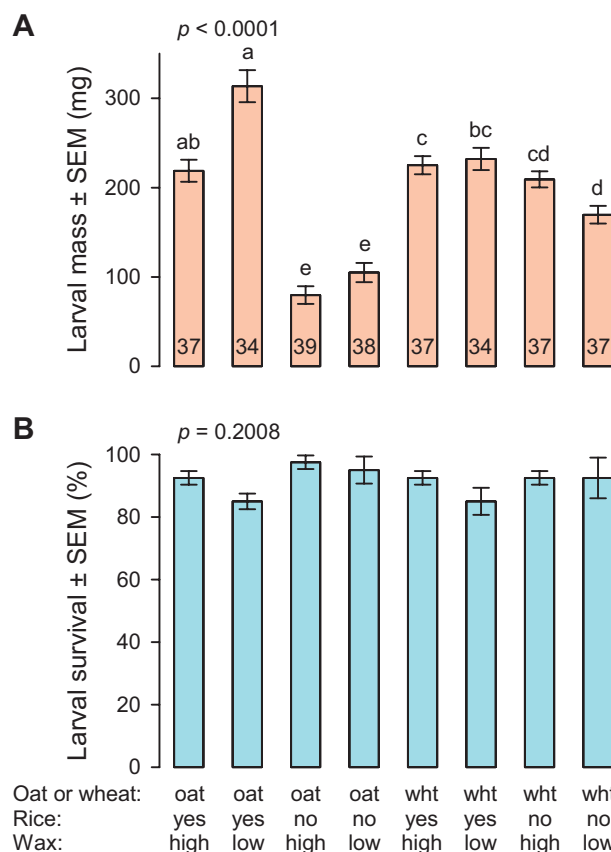 A
p < 0.0001
Larval mass ± SEM (mg)
300
200
100
0
ab
a
e
e
c
bc
cd
d
37
34
39
38
37
34
37
37
B
p = 0.2008
Larval survival ± SEM (%)
100
80
60
40
20
0
Oat or wheat: oat oat oat oat wht wht wht wht
Rice: yes yes no no yes yes no no
Wax: high low high low high low high low